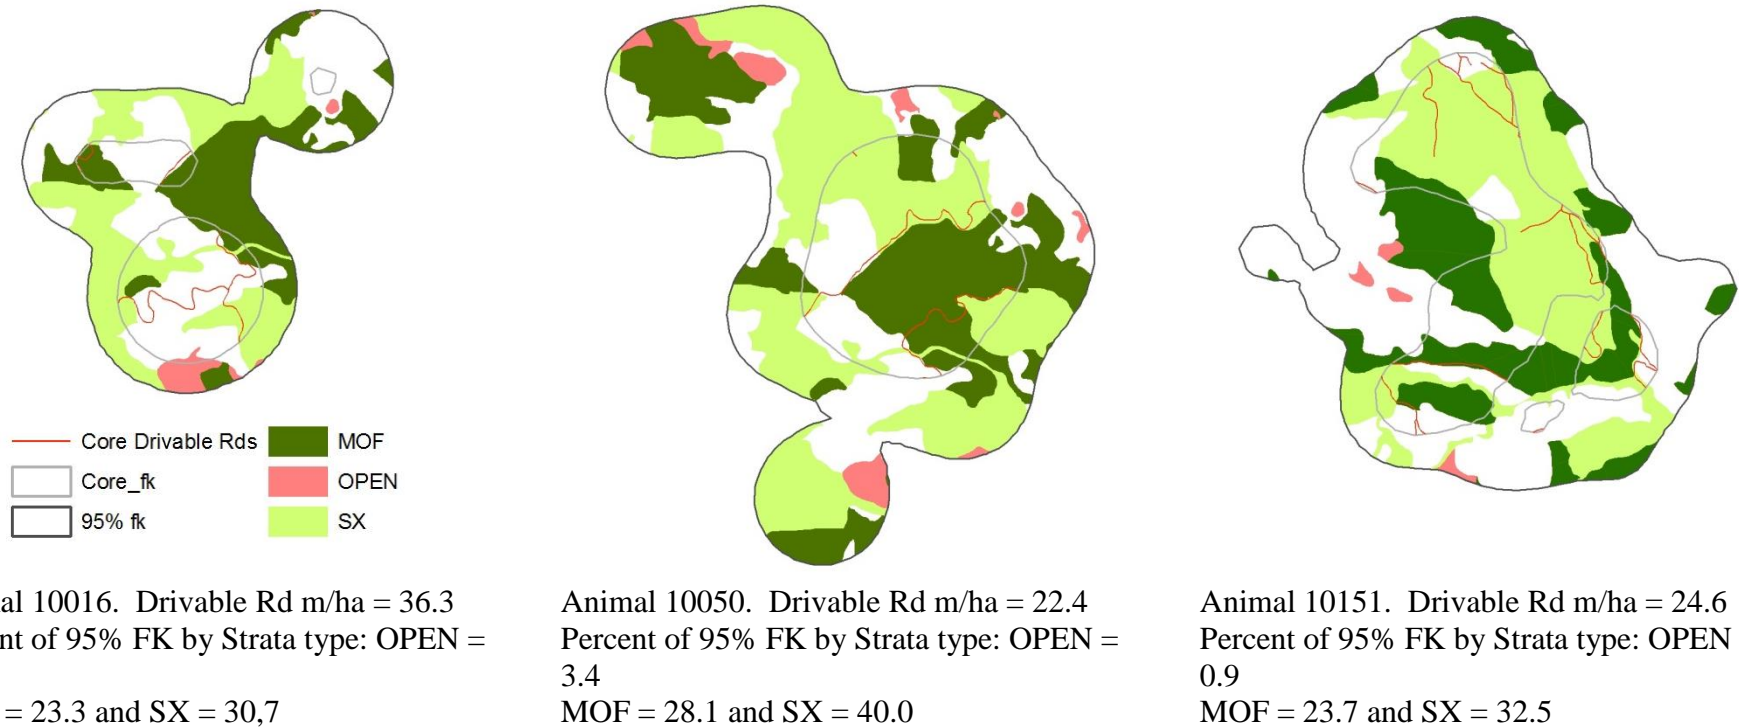 Core Drivable Rds
MOF
Core_fk
OPEN
95% fk
SX
al 10016. Drivable Rd m/ha = 36.3
nt of 95% FK by Strata type: OPEN =
= 23.3 and SX = 30,7
Animal 10050. Drivable Rd m/ha = 22.4
Percent of 95% FK by Strata type: OPEN =
3.4
MOF = 28.1 and SX = 40.0
Animal 10151. Drivable Rd m/ha = 24.6
Percent of 95% FK by Strata type: OPEN
0.9
MOF = 23.7 and SX = 32.5